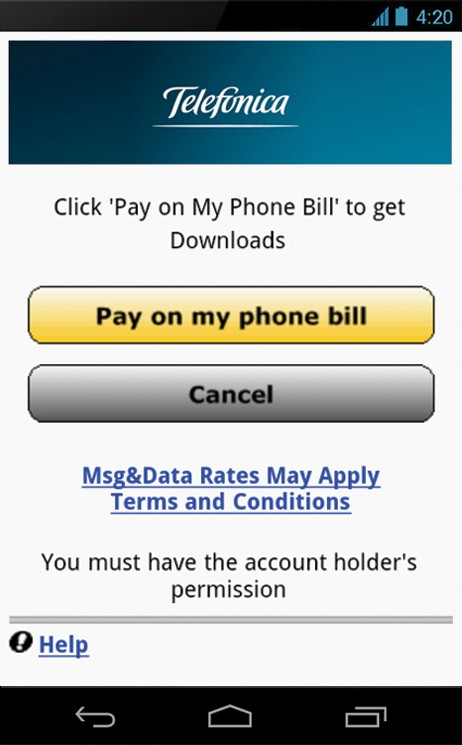 4:20
Telefónica
Click 'Pay on My Phone Bill' to get
Downloads
Pay on my phone bill
Cancel
Msg&Data Rates May Apply
Terms and Conditions
You must have the account holder's
permission
Help